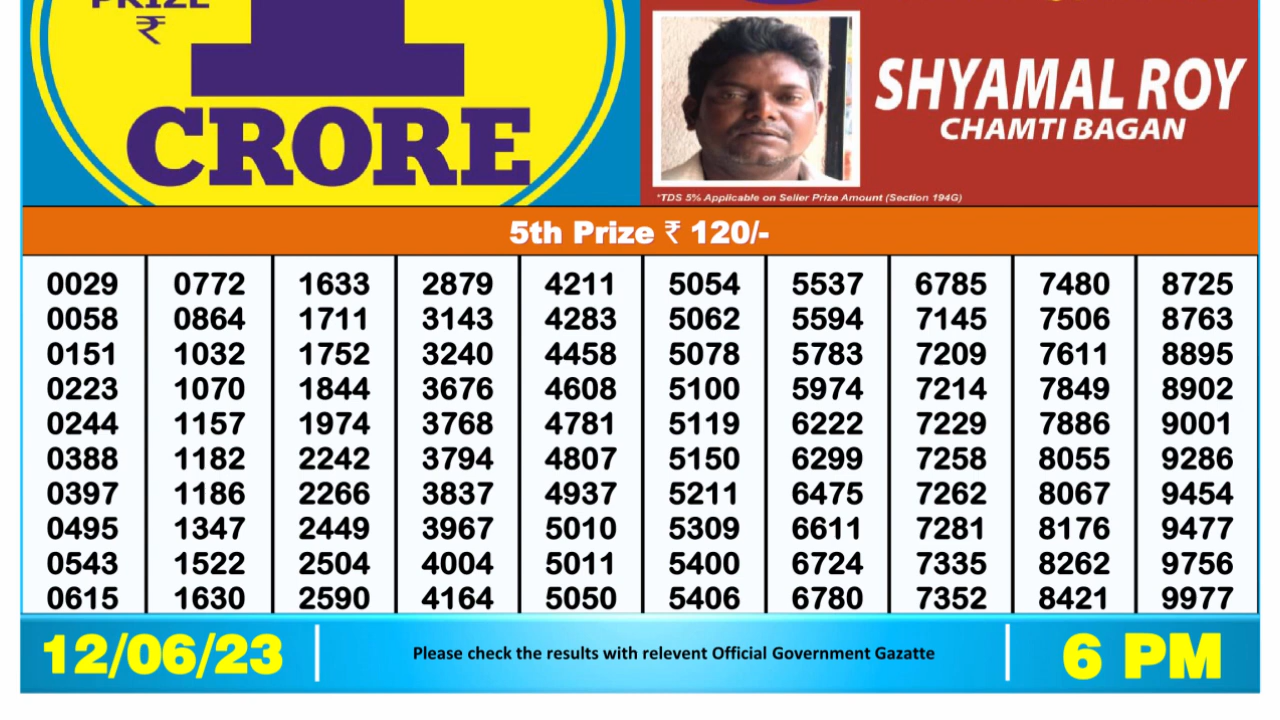 PRIZE
₹
1
CRORE
SHYAMAL ROY
CHAMTI BAGAN
*TDS 5% Applicable on Seller Prize Amount (Section 194G)
5th Prize ₹ 120/-
0029 0772 1633 2879 4211 5054 5537 6785 7480 8725
0058 0864 1711 3143 4283 5062 5594 7145 7506 8763
0151 1032 1752 3240 4458 5078 5783 7209 7611 8895
0223 1070 1844 3676 4608 5100 5974 7214 7849 8902
0244 1157 1974 3768 4781 5119 6222 7229 7886 9001
0388 1182 2242 3794 4807 5150 6299 7258 8055 9286
0397 1186 2266 3837 4937 5211 6475 7262 8067 9454
0495 1347 2449 3967 5010 5309 6611 7281 8176 9477
0543 1522 2504 4004 5011 5400 6724 7335 8262 9756
0615 1630 2590 4164 5050 5406 6780 7352 8421 9977
12/06/23 Please check the results with relevent Official Government Gazatte 6 PM